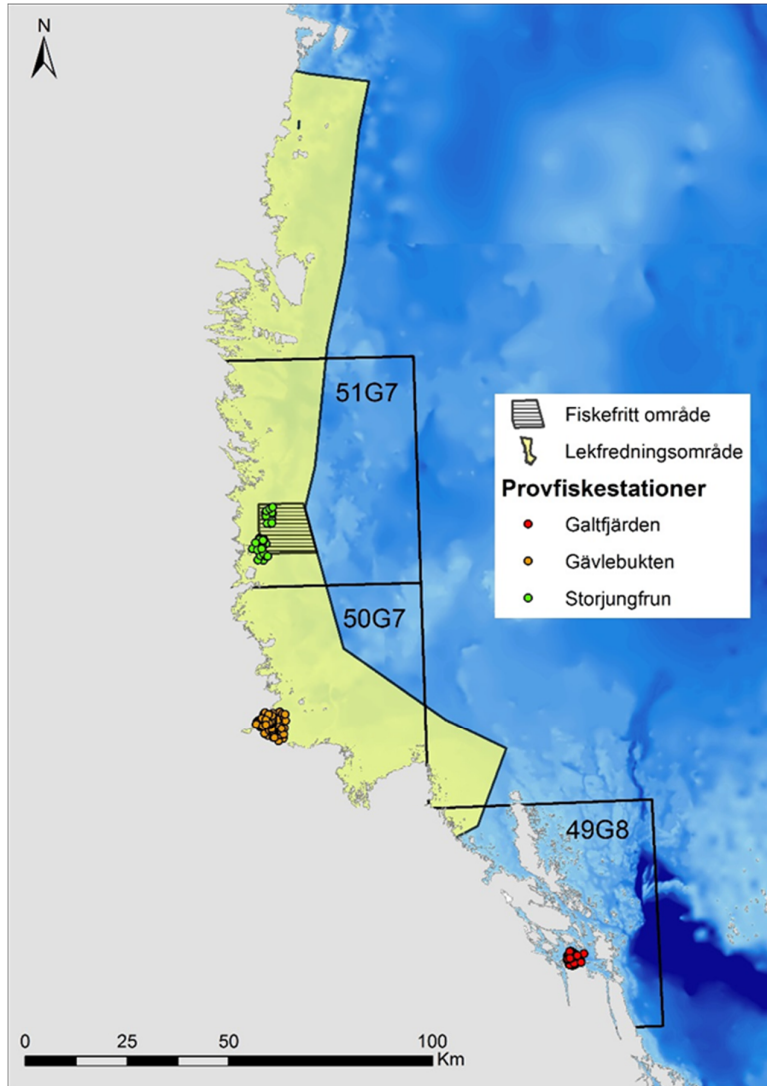 N
51G7
Fiskefritt område
Lekfredningsområde
Provfiskestationer
Galtfjärden
Gävlebukten
Storjungfrun
50G7
49G8
0 25 50 100
Km